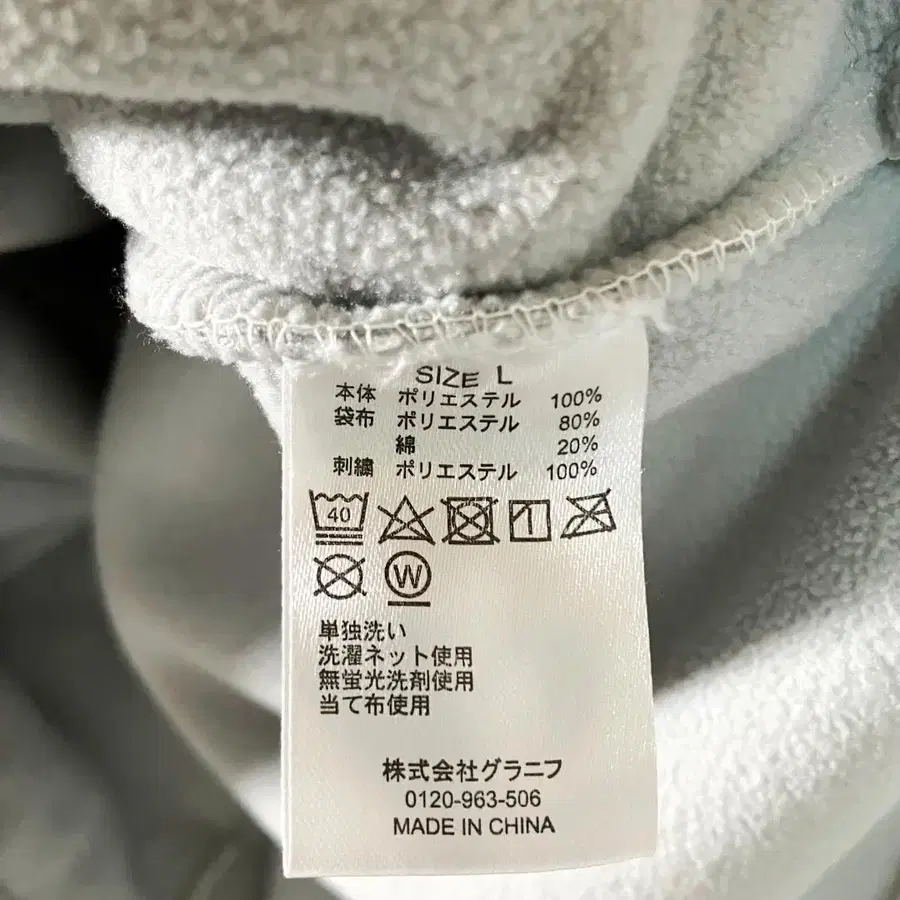 SIZE L
本体 ポリエステル 100%
袋布 ポリエステル 80%
綿 20%
刺繍 ポリエステル 100%
40
W
単独洗い
洗濯ネット使用
無蛍光洗剤使用
当て布使用
株式会社グラニフ
0120-963-506
MADE IN CHINA